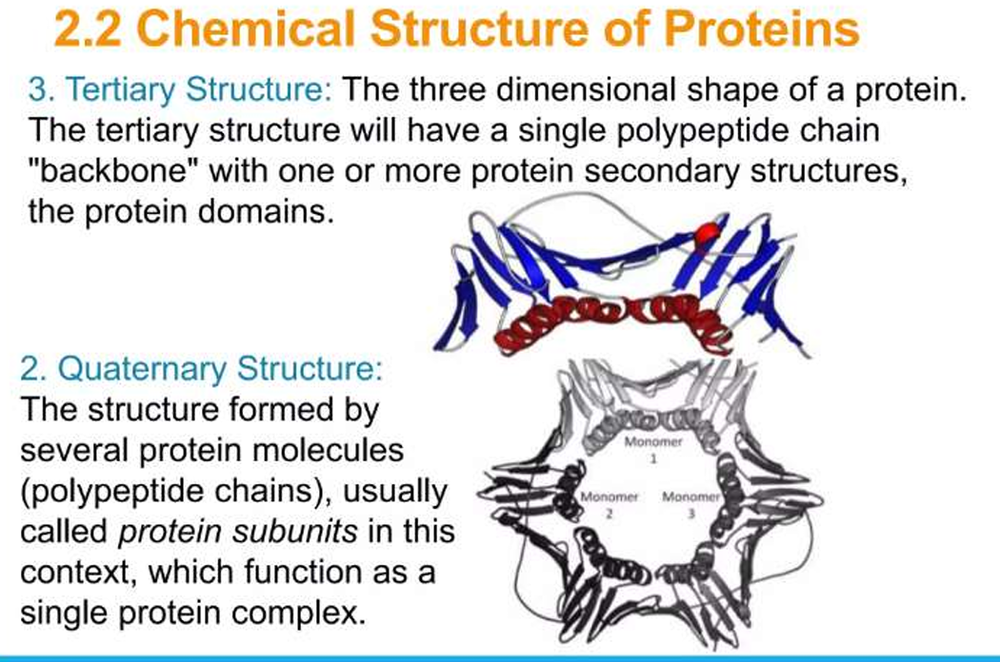 2.2 Chemical Structure of Proteins
3. Tertiary Structure: The three dimensional shape of a protein.
The tertiary structure will have a single polypeptide chain
"backbone" with one or more protein secondary structures,
the protein domains.
2. Quaternary Structure:
The structure formed by
several protein molecules
(polypeptide chains), usually
called protein subunits in this
context, which function as a
single protein complex.
Monomer
1
Monomer
2
Monomer
3